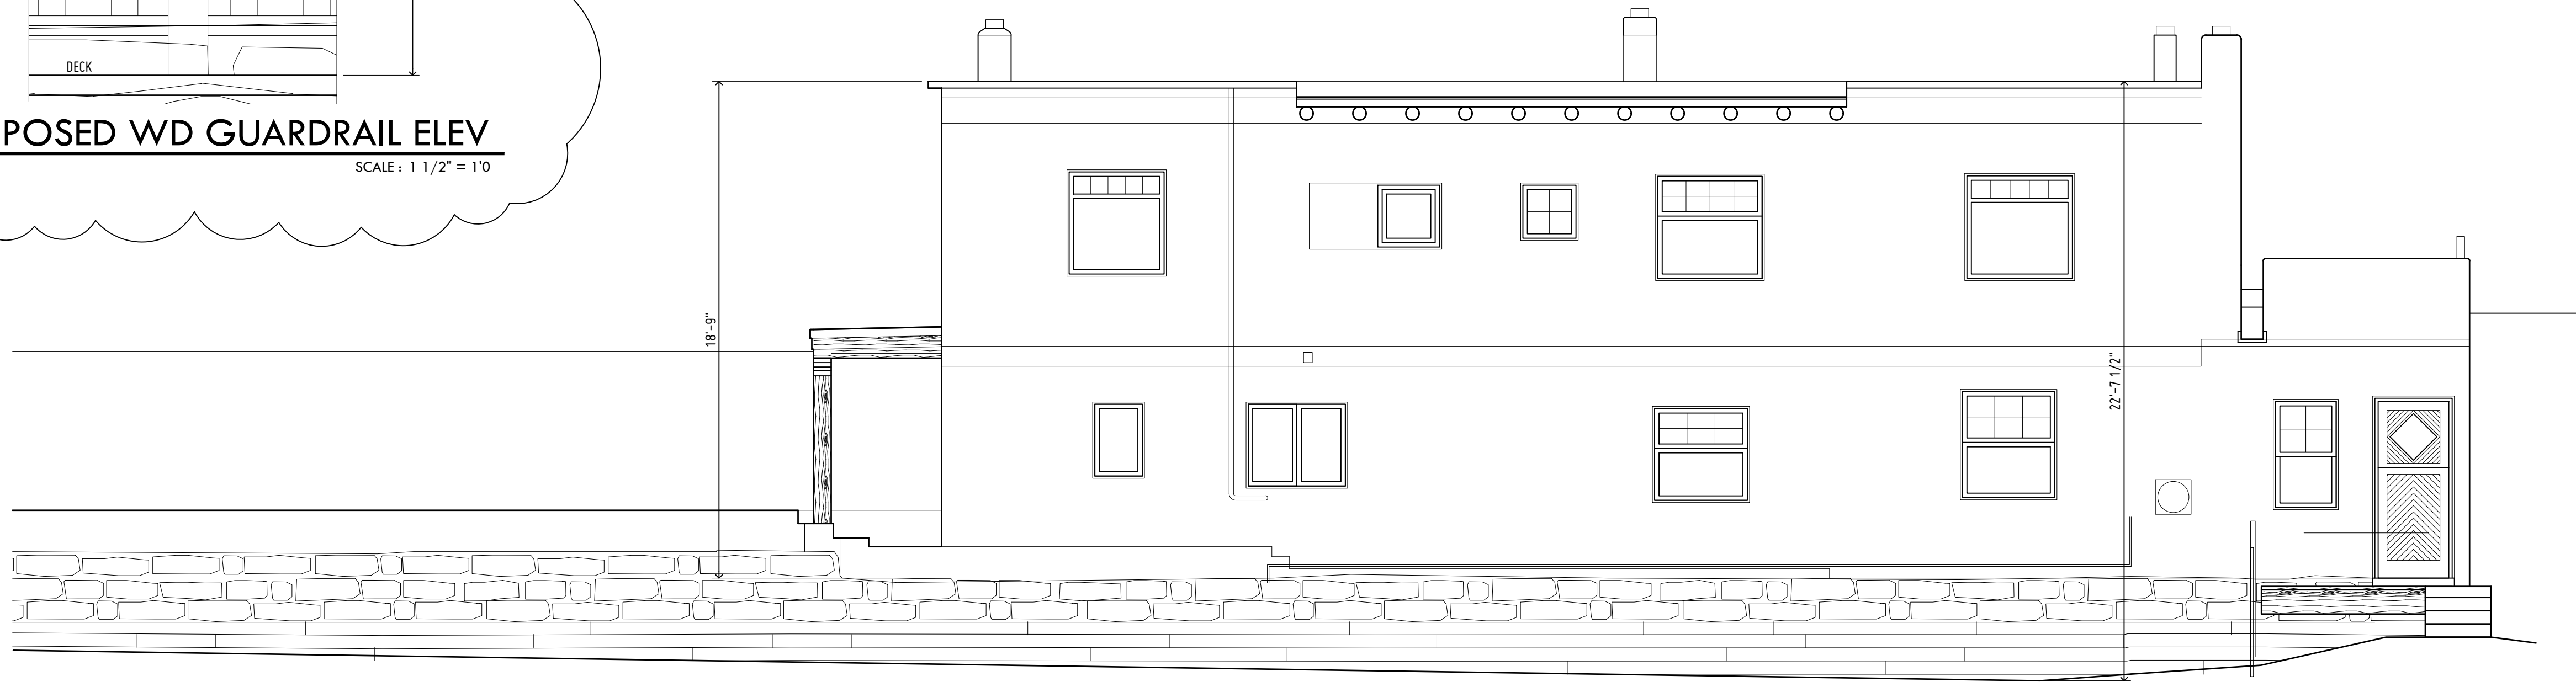 DECK
POSED WD GUARDRAIL ELEV
SCALE : 1 1/2" = 1'0
18'-9"
22'-7 1/2"